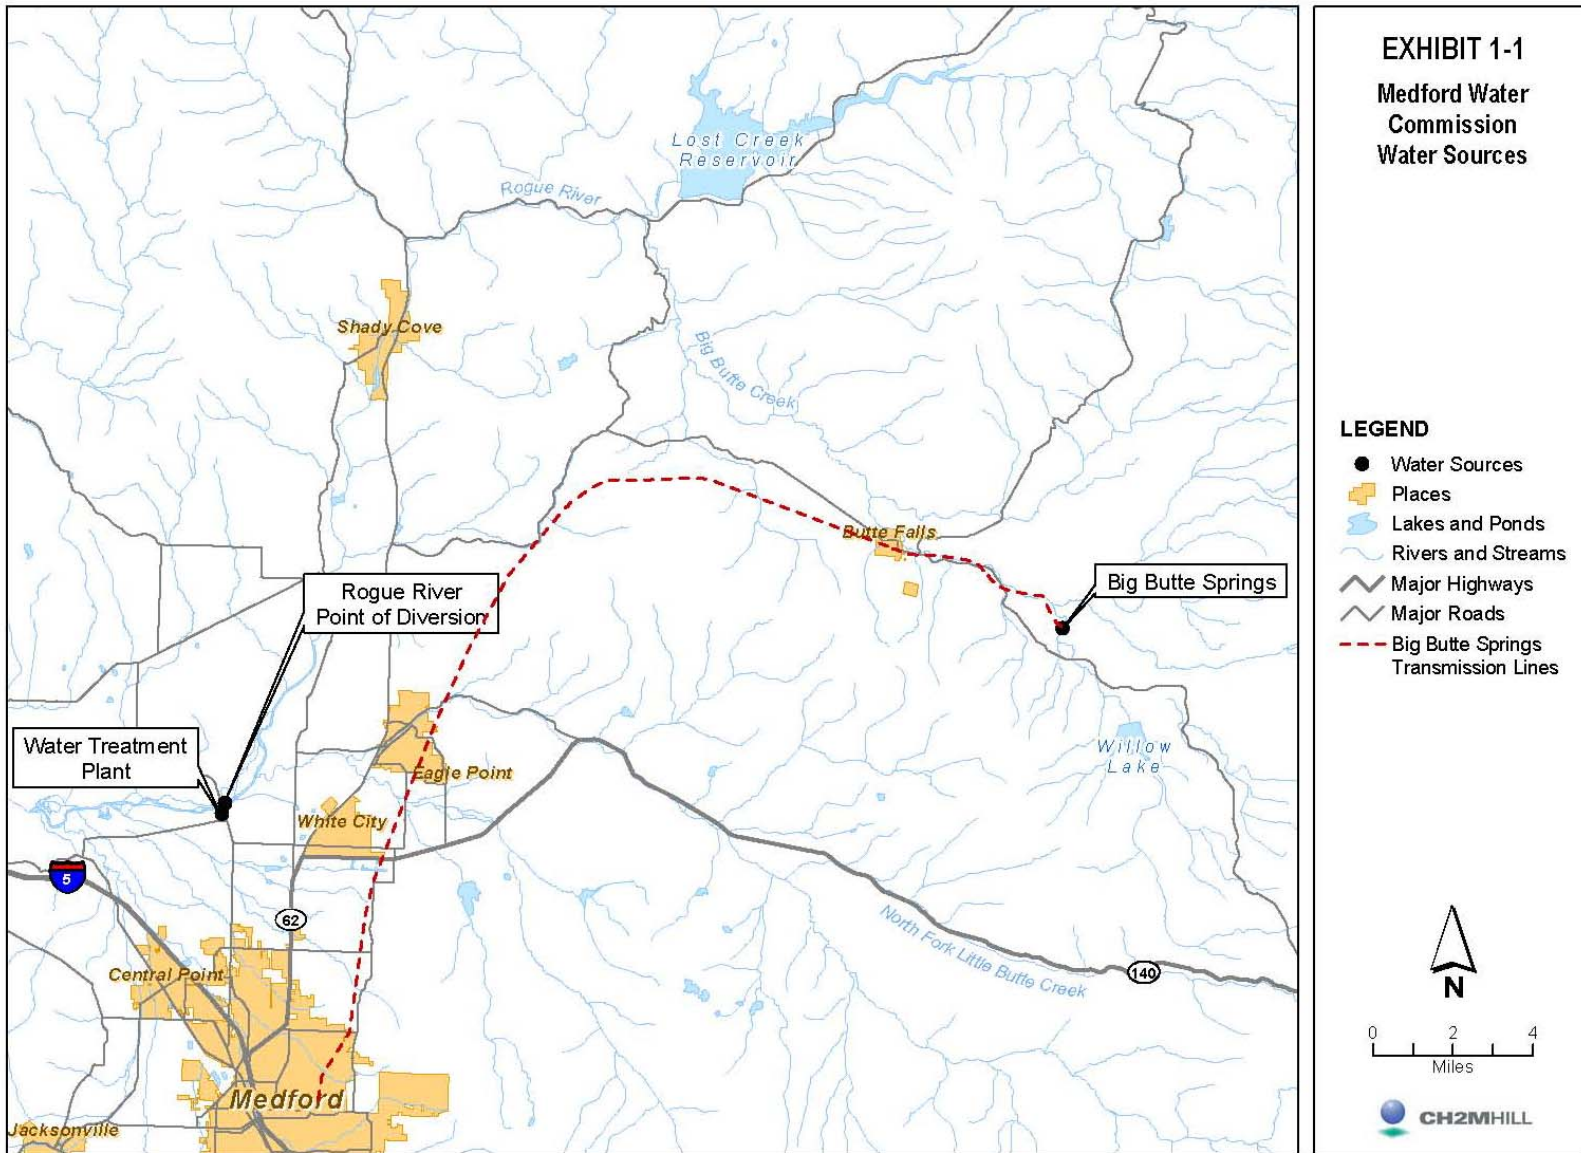 Lost Creek
Reservoir
Rogue River
Shady Cove
Big Butte Creek
Butte Falls
Rogue River
Point of Diversion
Big Butte Springs
Water Treatment
Plant
Eagle Point
White City
Willow
Lake
5
62
Central Point
North Fork Little Butte Creek
140
Medford
Jacksonville
EXHIBIT 1-1
Medford Water
Commission
Water Sources
LEGEND
Water Sources
Places
Lakes and Ponds
Rivers and Streams
Major Highways
Major Roads
Big Butte Springs
Transmission Lines
N
0 2 4
Miles
CH2MHILL